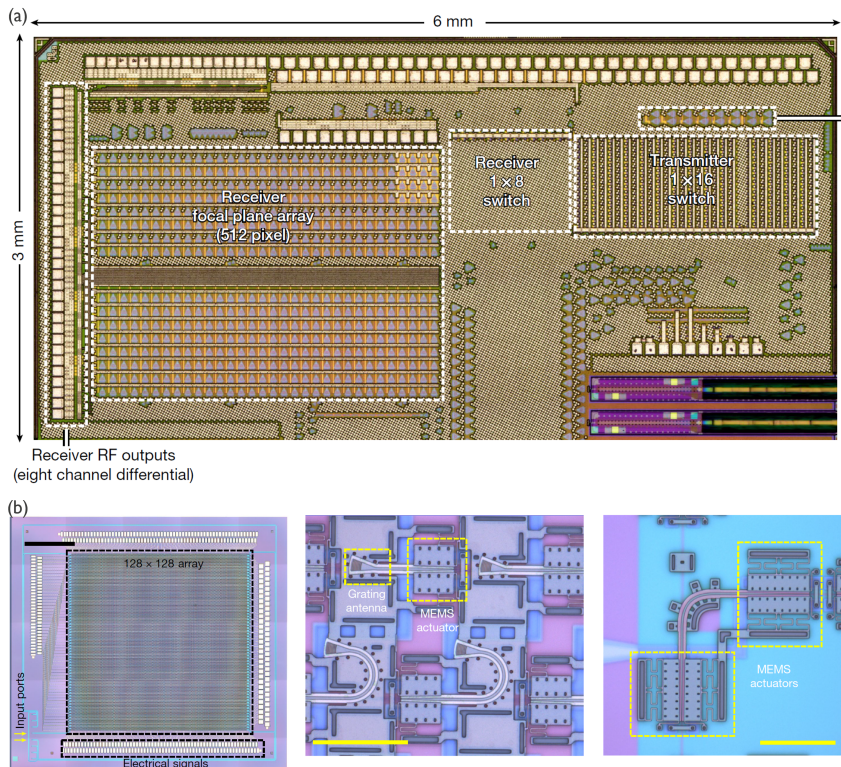 (a)
6 mm
3 mm
Receiver
focal-plane array
(512 pixel)
Receiver
1 × 8
switch
Transmitter
1 × 16
switch
Receiver RF outputs
(eight channel differential)
(b)
128 × 128 array
Input ports
Electrical signals
Grating
antenna
MEMS
actuator
MEMS
actuators